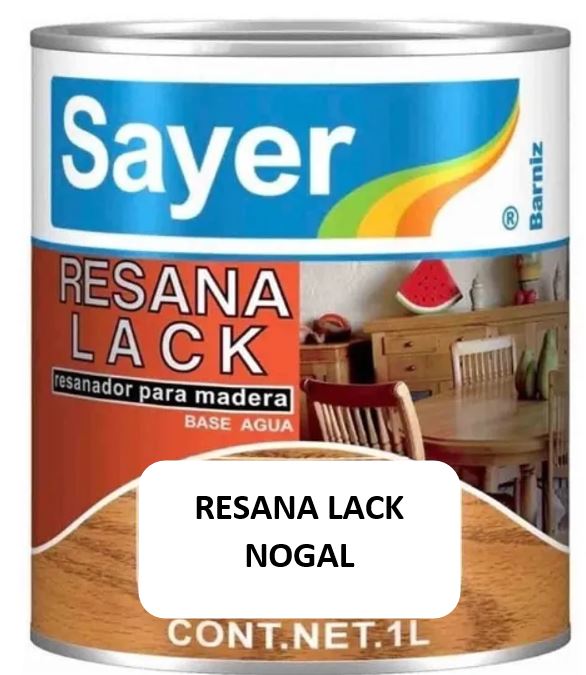 Sayer
®
Barniz
RESANA
LACK
resanador para madera
BASE AGUA
RESANA LACK
NOGAL
CONT.NET.1L